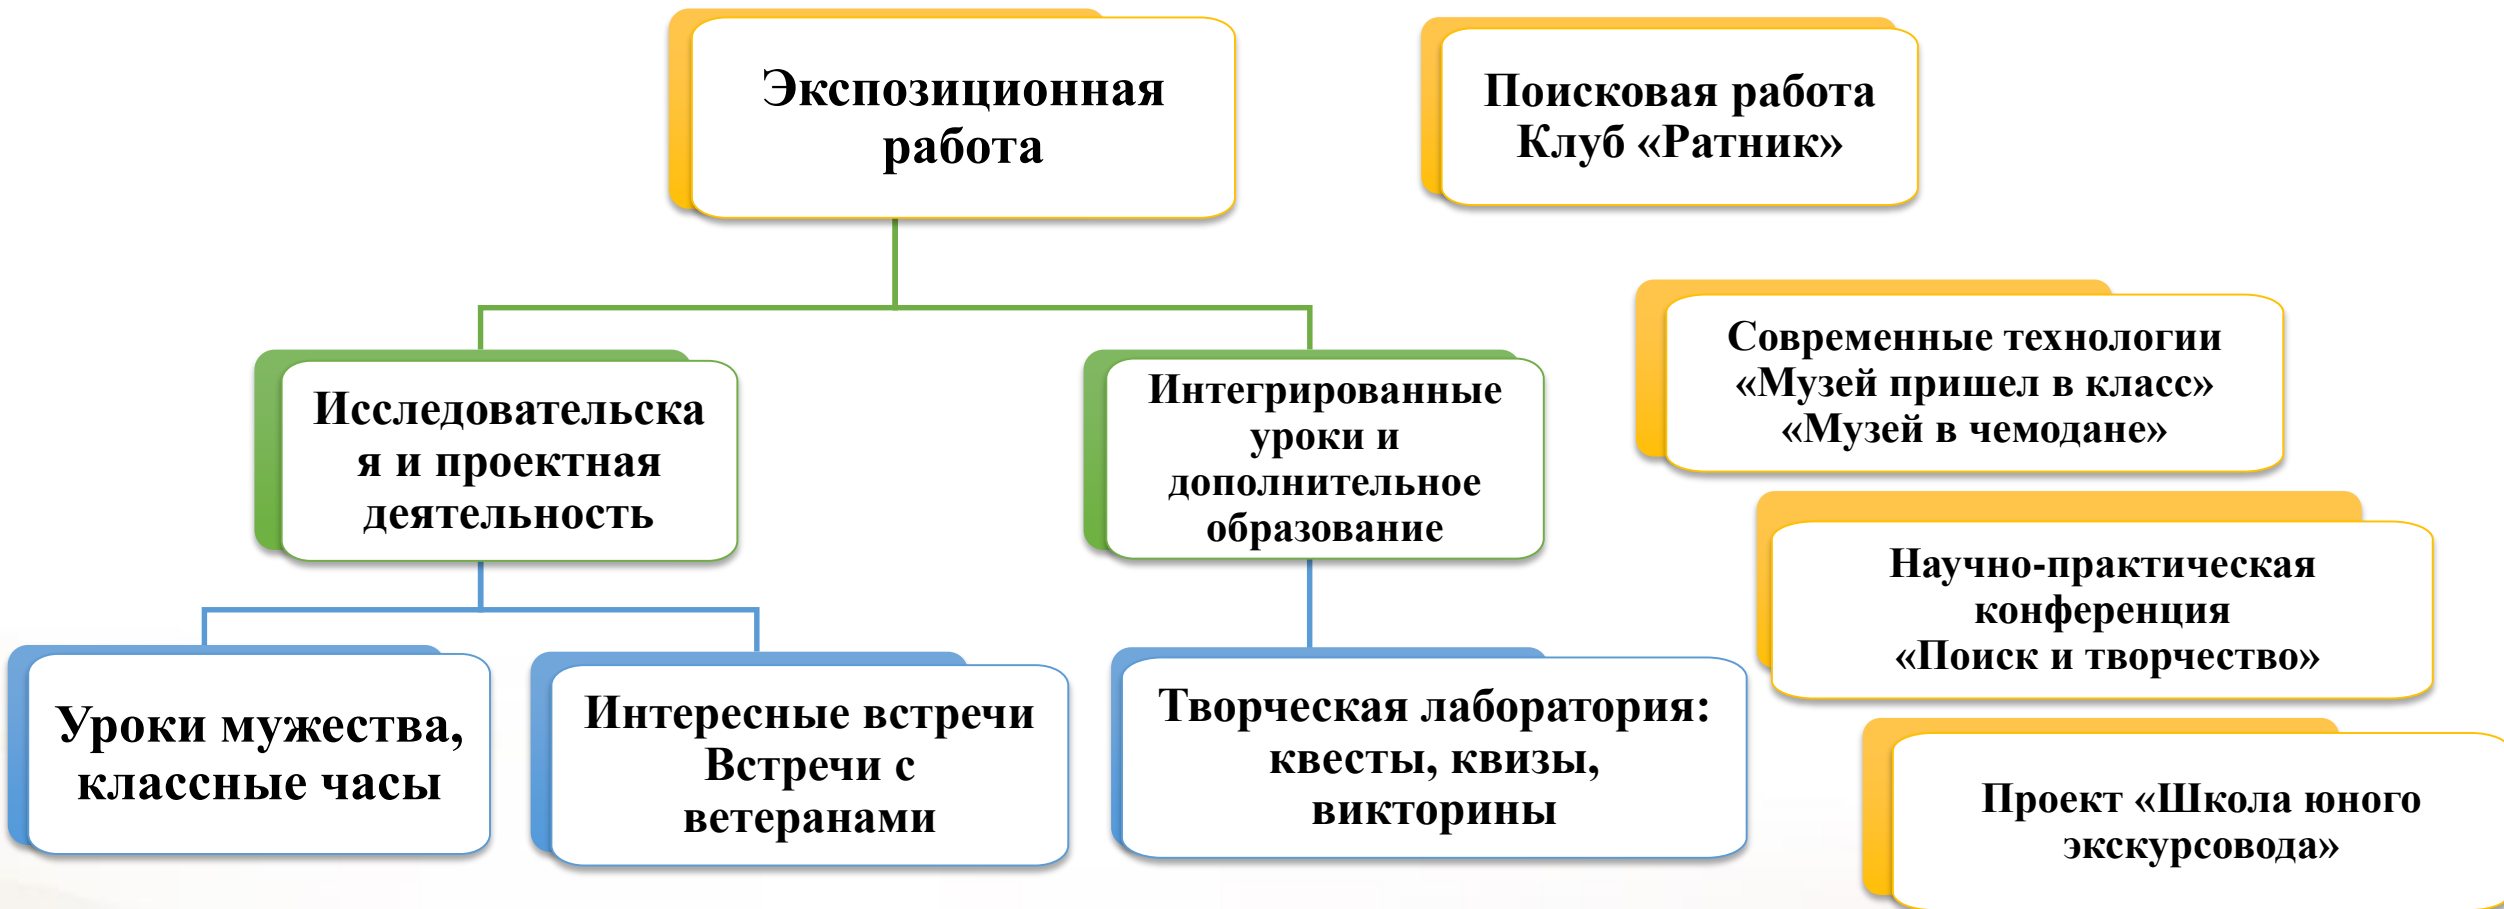 Экспозиционная
работа
Поисковая работа
Клуб «Ратник»
Современные технологии
«Музей пришел в класс»
«Музей в чемодане»
Исследовательска
я и проектная
деятельность
Интегрированные
уроки и
дополнительное
образование
Научно-практическая
конференция
«Поиск и творчество»
Уроки мужества,
классные часы
Интересные встречи
Встречи с
ветеранами
Творческая лаборатория:
квесты, квизы,
викторины
Проект «Школа юного
экскурсовода»